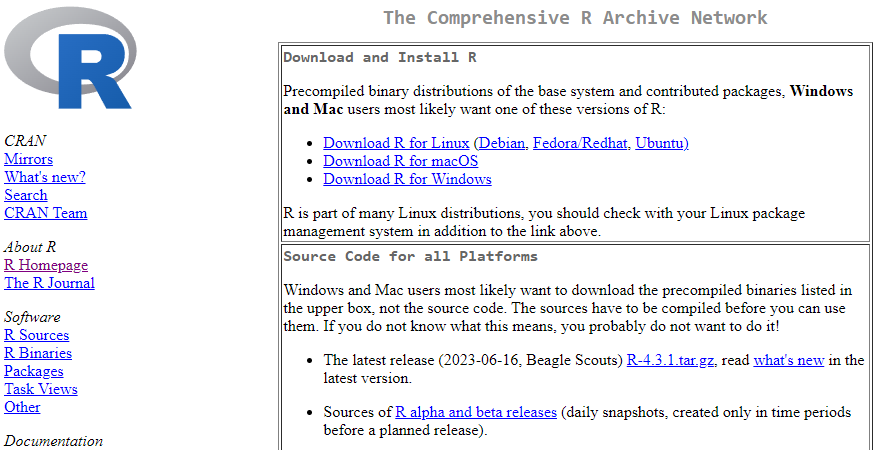 R
CRAN
Mirrors
What's new?
Search
CRAN Team
About R
R Homepage
The R Journal
Software
R Sources
R Binaries
Packages
Task Views
Other
Documentation
The Comprehensive R Archive Network
Download and Install R
Precompiled binary distributions of the base system and contributed packages, Windows
and Mac users most likely want one of these versions of R:
Download R for Linux (Debian, Fedora/Redhat, Ubuntu)
Download R for macOS
Download R for Windows
R is part of many Linux distributions, you should check with your Linux package
management system in addition to the link above.
Source Code for all Platforms
Windows and Mac users most likely want to download the precompiled binaries listed in
the upper box, not the source code. The sources have to be compiled before you can use
them. If you do not know what this means, you probably do not want to do it!
The latest release (2023-06-16, Beagle Scouts) R-4.3.1.tar.gz, read what's new in the
latest version.
Sources of R alpha and beta releases (daily snapshots, created only in time periods
before a planned release).